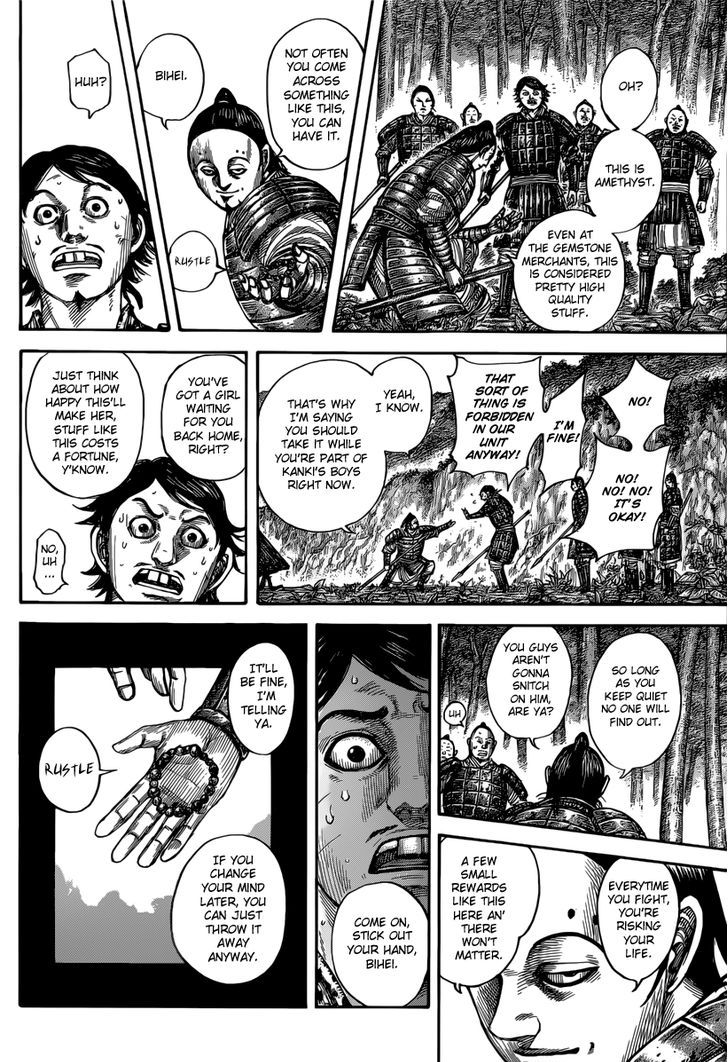 OH?
THIS IS
AMETHYST.
EVEN AT
THE GEMSTONE
MERCHANTS,
THIS IS
CONSIDERED
PRETTY HIGH
QUALITY
STUFF.
NOT OFTEN
YOU COME
ACROSS
SOMETHING
LIKE THIS,
YOU CAN
HAVE IT.
BIHEI.
RUSTLE
HUH?
NO!
NO!
NO! NO!
IT'S
OKAY!
I'M
FINE!
THAT
SORT OF
THING IS
FORBIDDEN
IN OUR
UNIT
ANYWAY!
YEAH,
I KNOW.
THAT'S WHY
I'M SAYING
YOU SHOULD
TAKE IT WHILE
YOU'RE PART
OF KANKI'S BOYS
RIGHT NOW.
YOU'VE
GOT A GIRL
WAITING
FOR YOU
BACK HOME,
RIGHT?
JUST THINK
ABOUT HOW
HAPPY THIS'LL
MAKE HER,
STUFF LIKE
THIS COSTS
A FORTUNE,
Y'KNOW.
NO,
UH
...
SO LONG
AS YOU
KEEP QUIET
NO ONE WILL
FIND OUT.
YOU GUYS
AREN'T
GONNA
SNITCH
ON HIM,
ARE YA?
UH
EVERYTIME
YOU FIGHT,
YOU'RE
RISKING
YOUR
LIFE.
A FEW
SMALL
REWARDS
LIKE THIS
HERE AN'
THERE
WON'T
MATTER.
COME ON,
STICK OUT
YOUR HAND,
BIHEI.
IT'LL
BE FINE,
I'M
TELLING
YA.
RUSTLE
IF YOU
CHANGE
YOUR MIND
LATER, YOU
CAN JUST
THROW IT
AWAY
ANYWAY.